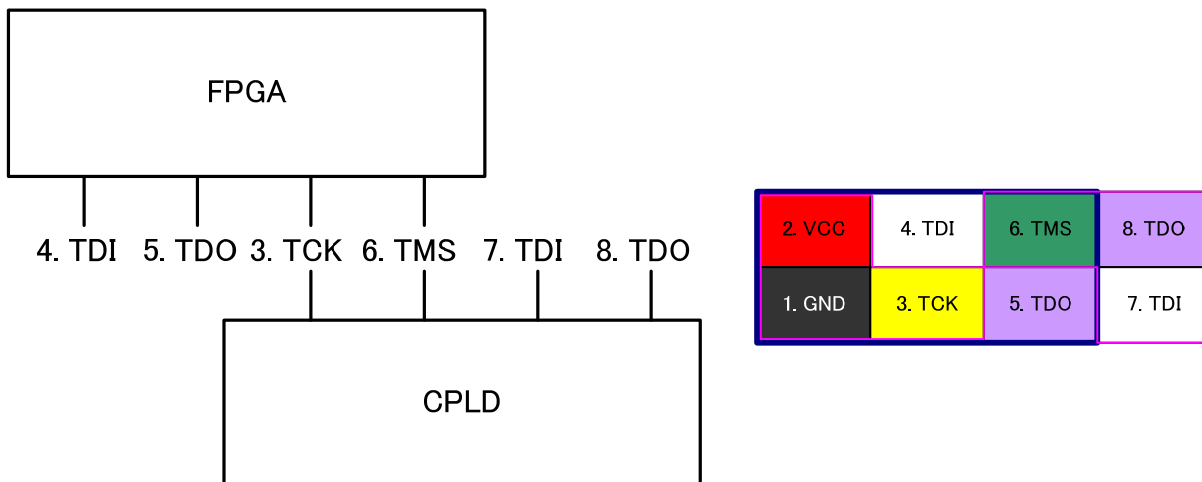 FPGA
4. TDI 5. TDO 3. TCK 6. TMS 7. TDI 8. TDO
CPLD
2. VCC 4. TDI 6. TMS 8. TDO
1. GND 3. TCK 5. TDO 7. TDI